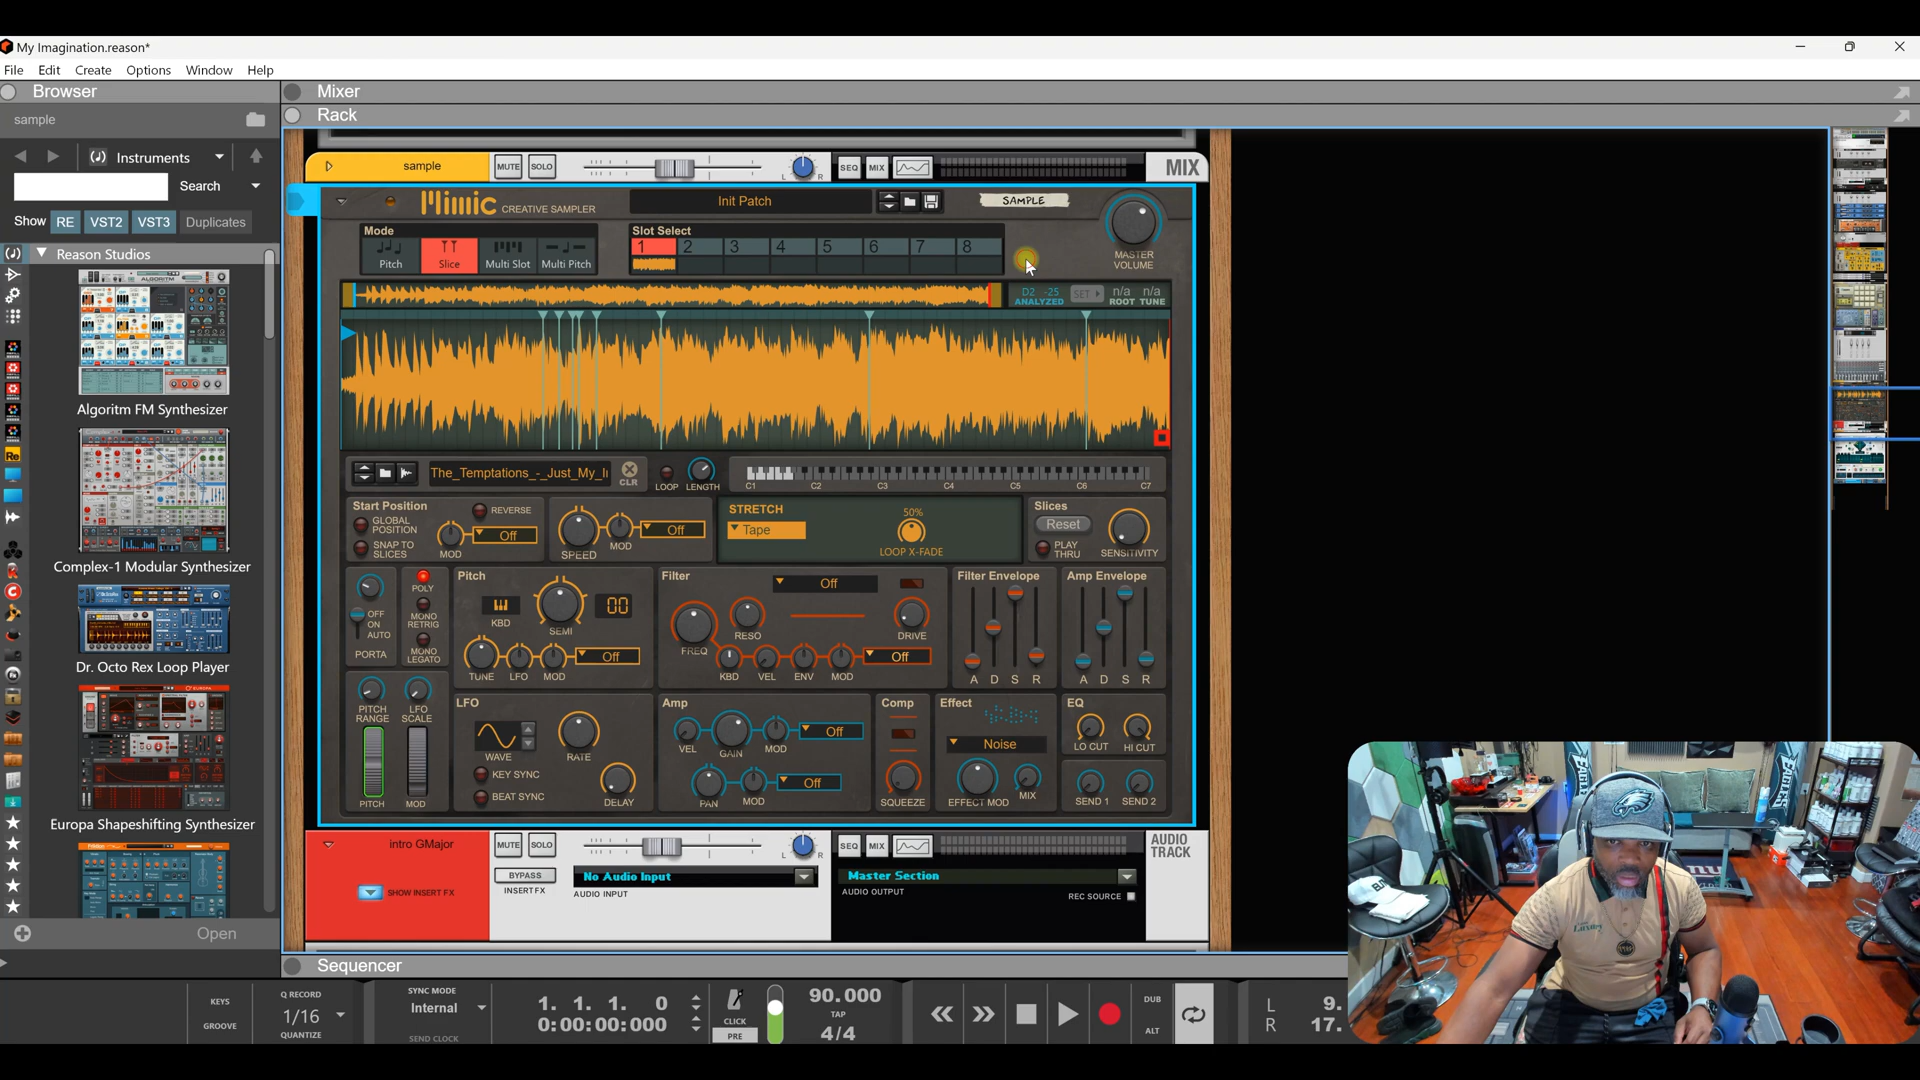 My Imagination.reason*
File Edit Create Options Window Help
Browser
Mixer
sample
Rack
Instruments
Search
Show RE VST2 VST3 Duplicates
Reason Studios
Algoritm FM Synthesizer
Complex-1 Modular Synthesizer
Dr. Octo Rex Loop Player
Europa Shapeshifting Synthesizer
Open
sample
MUTE SOLO
L R
SEQ MIX
MIX
Mimic CREATIVE SAMPLER
Init Patch
SAMPLE
MASTER VOLUME
Mode
Pitch Slice Multi Slot Multi Pitch
Slot Select
1 2 3 4 5 6 7 8
D2 -25 SET n/a n/a
ANALYZED ROOT TUNE
The_Temptations_-_Just_My_I
CLR
LOOP LENGTH
C1 C2 C3 C4 C5 C6 C7
Start Position
GLOBAL POSITION
SNAP TO SLICES
REVERSE
MOD Off
SPEED MOD Off
STRETCH
Tape
50%
LOOP X-FADE
Slices
Reset
PLAY THRU
SENSITIVITY
OFF
ON
AUTO
PORTA
POLY
MONO RETRIG
MONO LEGATO
Pitch
KBD
SEMI
00
TUNE LFO MOD Off
Filter
Off
FREQ RESO DRIVE
KBD VEL ENV MOD Off
Filter Envelope
A D S R
Amp Envelope
A D S R
PITCH RANGE
LFO SCALE
PITCH MOD
LFO
WAVE RATE
KEY SYNC
BEAT SYNC
DELAY
Amp
VEL GAIN MOD Off
PAN MOD Off
Comp
SQUEEZE
Effect
Noise
EFFECT MOD MIX
EQ
LO CUT HI CUT
SEND 1 SEND 2
intro GMajor
SHOW INSERT FX
MUTE SOLO
BYPASS
INSERT FX
No Audio Input
AUDIO INPUT
L R
SEQ MIX
Master Section
AUDIO OUTPUT
REC SOURCE
AUDIO TRACK
Sequencer
KEYS
GROOVE
Q RECORD
1/16
QUANTIZE
SYNC MODE
Internal
SEND CLOCK
1. 1. 1. 0
0:00:00:000
CLICK
PRE
90.000
TAP
4/4
DUB
ALT
L 9.
R 17.
EAGLES